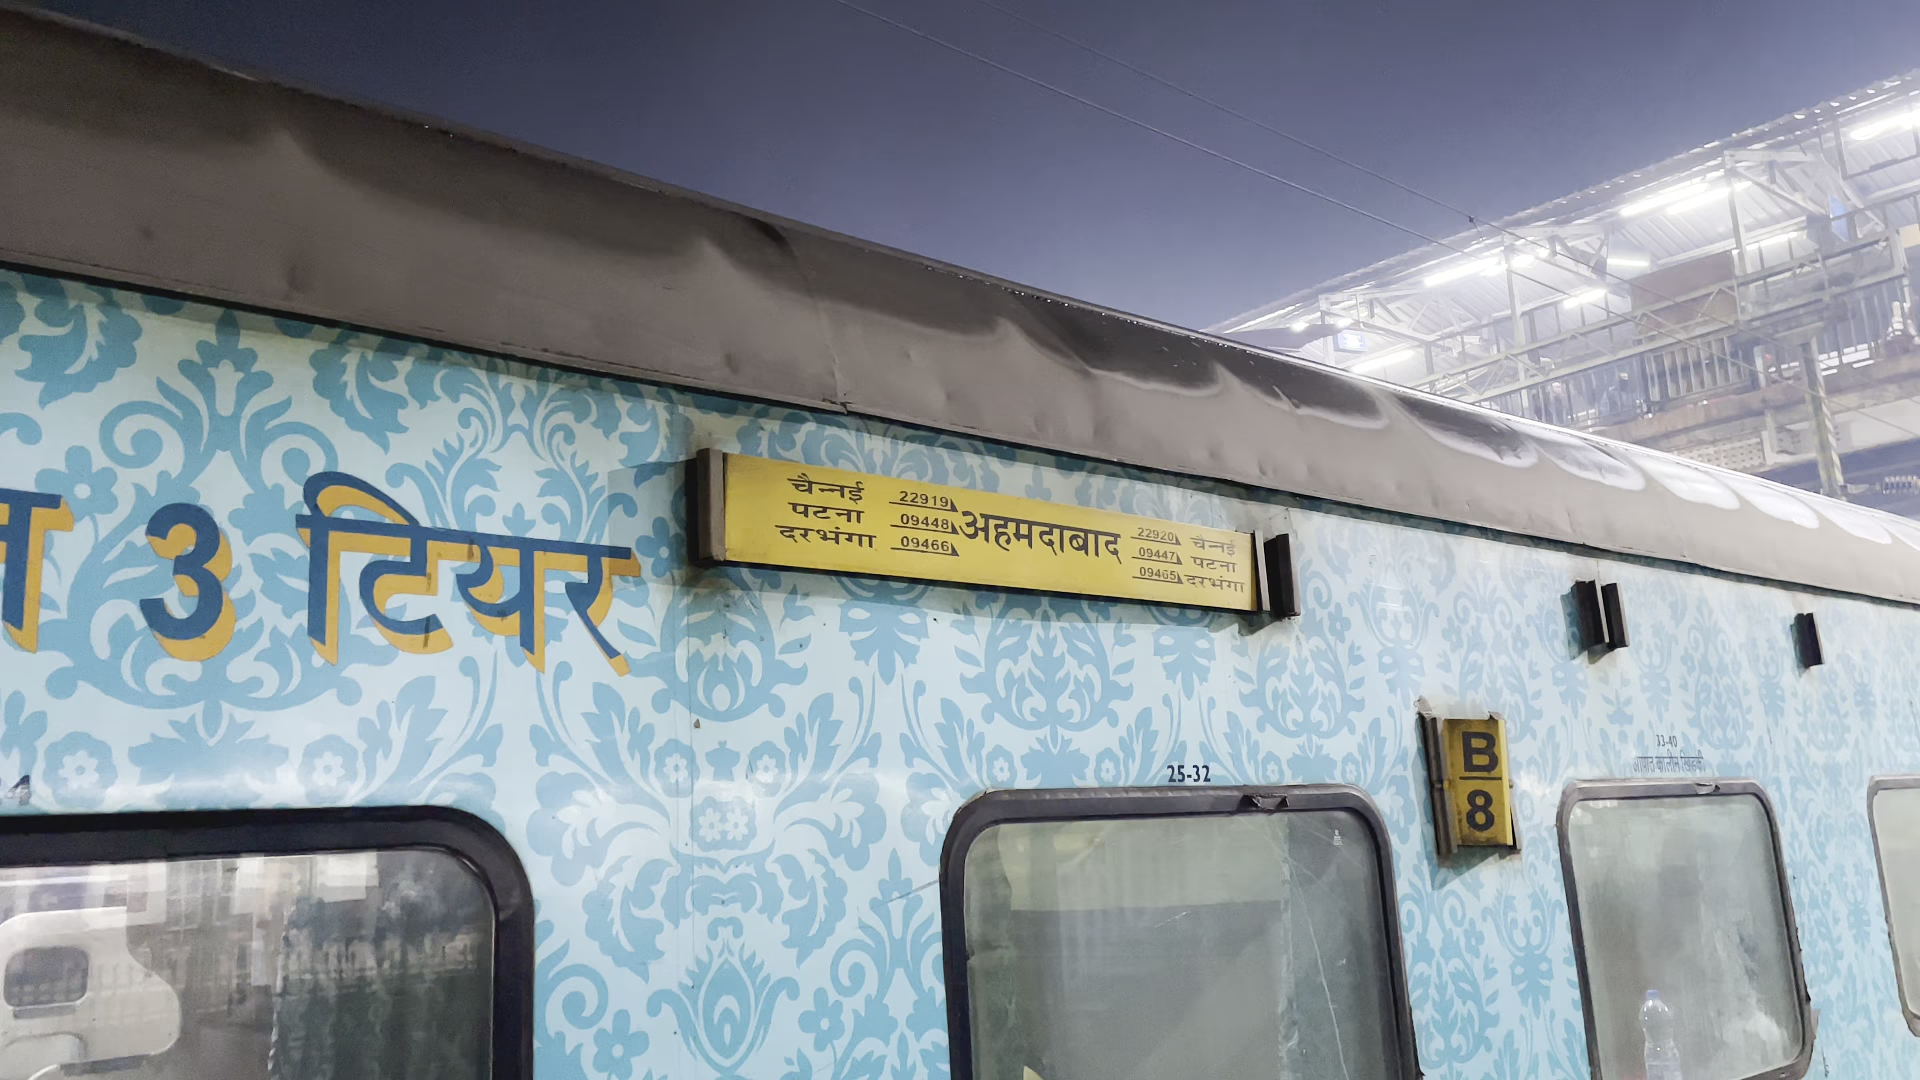 3 टियर
चैन्नई 22919
पटना 09448
दरभंगा 09466
अहमदाबाद
22920 चैन्नई
09447 पटना
09465 दरभंगा
25-32
B
8
33-40